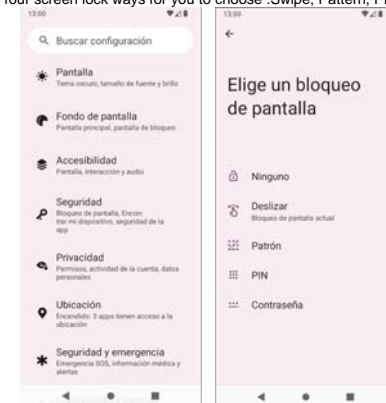 Four screen lock ways for you to choose :Swipe, Pattern,
13:00
Buscar configuración
Pantalla
Tema oscuro, tamaño de fuente y brillo
Fondo de pantalla
Pantalla principal, pantalla de bloqueo
Accesibilidad
Pantalla, interacción y audio
Seguridad
Bloqueo de pantalla, Encon
trar mi dispositivo, seguridad de la
app
Privacidad
Permisos, actividad de la cuenta, datos
personales
Ubicación
Encendido: 3 apps tienen acceso a la
ubicación
Seguridad y emergencia
Emergencia SOS, información médica y
alertas
13:00
Elige un bloqueo
de pantalla
Ninguno
Deslizar
Bloqueo de pantalla actual
Patrón
PIN
Contraseña